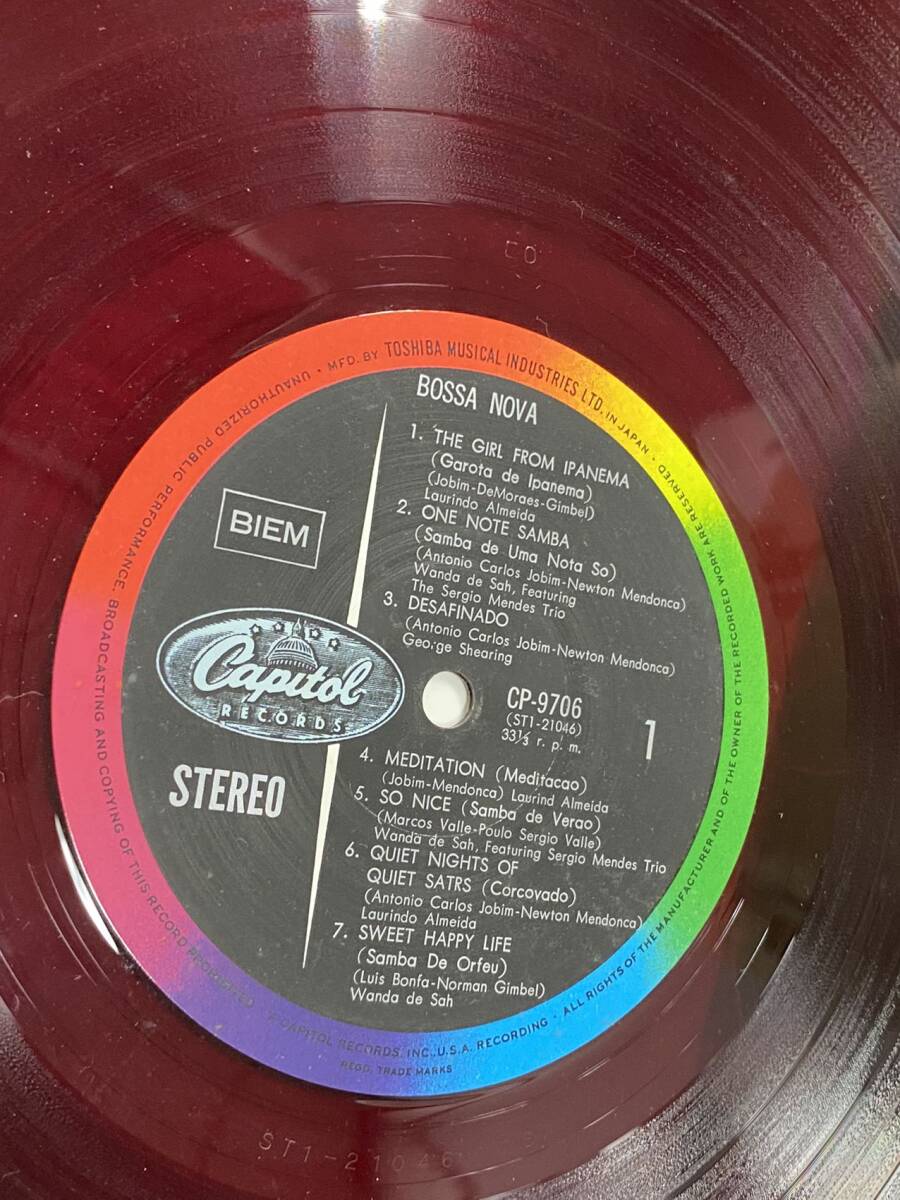 BOSSA NOVA
1. THE GIRL FROM IPANEMA
(Garota de Ipanema)
(Jobim-DeMoraes-Gimbel)
Laurindo Almeida
2. ONE NOTE SAMBA
(Samba de Uma Nota So)
(Antonio Carlos Jobim-Newton Mendonca)
Wanda de Sah, Featuring
The Sergio Mendes Trio
3. DESAFINADO
(Antonio Carlos Jobim-Newton Mendonca)
George Shearing
BIEM
Capitol
RECORDS
STEREO
CP-9706
(ST1-21046)
33⅓ r. p. m.
1
4. MEDITATION (Meditacao)
(Jobim-Mendonca) Laurind Almeida
5. SO NICE (Samba de Verao)
(Marcos Valle-Poulo Sergio Valle)
Wanda de Sah, Featuring Sergio Mendes Trio
6. QUIET NIGHTS OF
QUIET SATRS (Corcovado)
(Antonio Carlos Jobim-Newton Mendonca)
Laurindo Almeida
7. SWEET HAPPY LIFE
(Samba De Orfeu)
(Luis Bonfa-Norman Gimbel)
Wanda de Sah
MFD. BY TOSHIBA MUSICAL INDUSTRIES LTD. IN JAPAN • ALL RIGHTS OF THE MANUFACTURER AND OF THE OWNER OF THE RECORDED WORK ARE RESERVED
UNAUTHORIZED PUBLIC PERFORMANCE, BROADCASTING AND COPYING OF THIS RECORD PROHIBITED
CAPITOL RECORDS, INC., U.S.A. RECORDING •
REGD. TRADE MARKS
ST1-21046